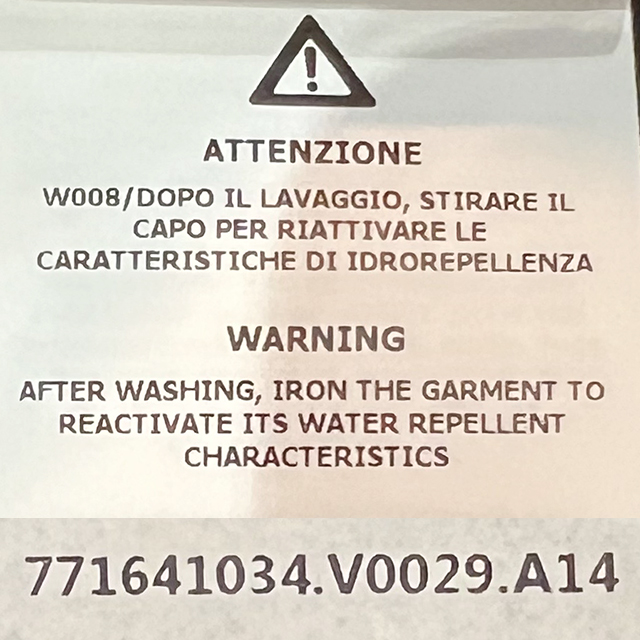 ATTENZIONE
W008/DOPO IL LAVAGGIO, STIRARE IL
CAPO PER RIATTIVARE LE
CARATTERISTICHE DI IDROREPELLENZA
WARNING
AFTER WASHING, IRON THE GARMENT TO
REACTIVATE ITS WATER REPELLENT
CHARACTERISTICS
771641034.V0029.A14